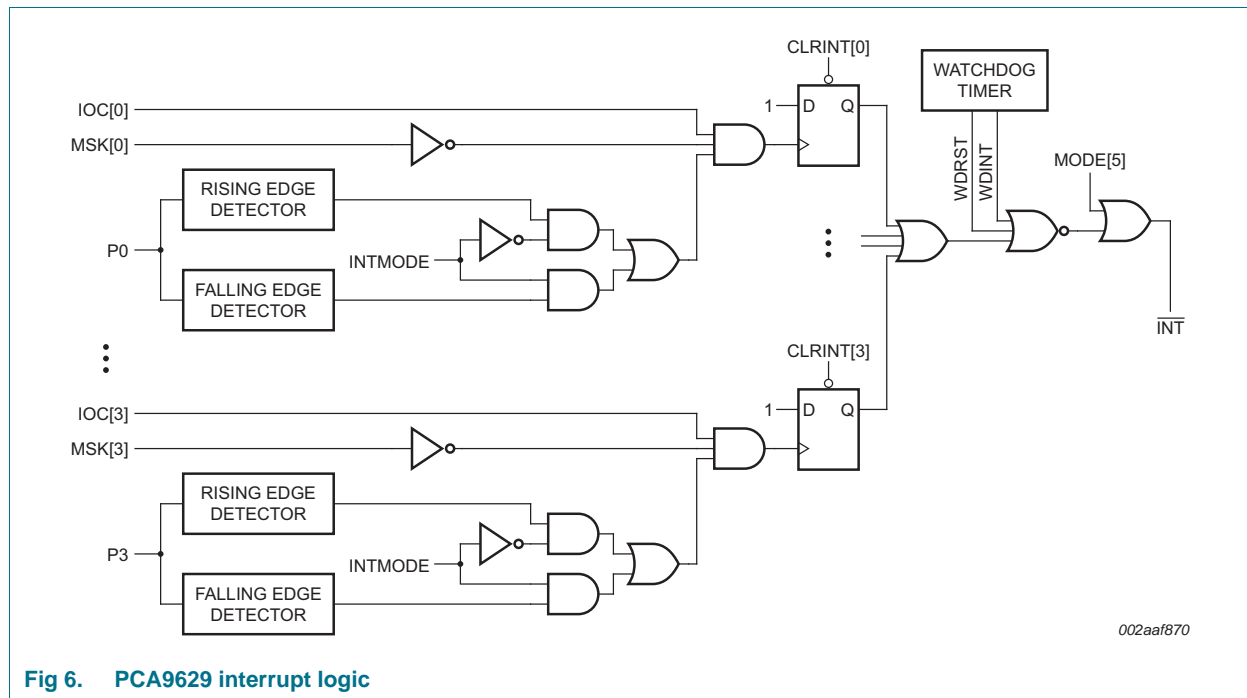 CLRINT[0]
WATCHDOG
TIMER
IOC[0]
1
D
Q
MSK[0]
WDRST
WDINT
MODE[5]
RISING EDGE
DETECTOR
P0
INTMODE
FALLING EDGE
DETECTOR
INT
CLRINT[3]
IOC[3]
1
D
Q
MSK[3]
RISING EDGE
DETECTOR
P3
INTMODE
FALLING EDGE
DETECTOR
002aaf870
Fig 6. PCA9629 interrupt logic